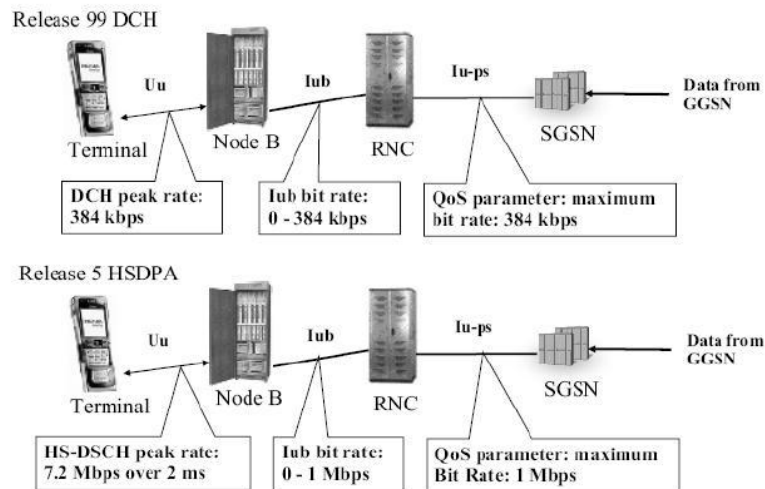 Release 99 DCH
Uu
Iub
Iu-ps
Data from
GGSN
Terminal
Node B
RNC
SGSN
DCH peak rate:
384 kbps
Iub bit rate:
0 - 384 kbps
QoS parameter: maximum
bit rate: 384 kbps
Release 5 HSDPA
Uu
Iub
Iu-ps
Data from
GGSN
Terminal
Node B
RNC
SGSN
HS-DSCH peak rate:
7.2 Mbps over 2 ms
Iub bit rate:
0 - 1 Mbps
QoS parameter: maximum
Bit Rate: 1 Mbps